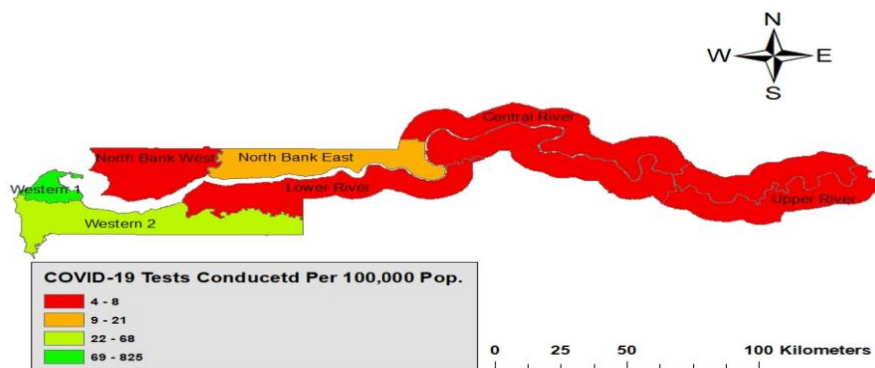 N
W E
S
Central River
North Bank West
North Bank East
Western 1
Lower River
Upper River
Western 2
COVID-19 Tests Conducetd Per 100,000 Pop.
4 - 8
9 - 21
22 - 68
69 - 825
0 25 50 100 Kilometers